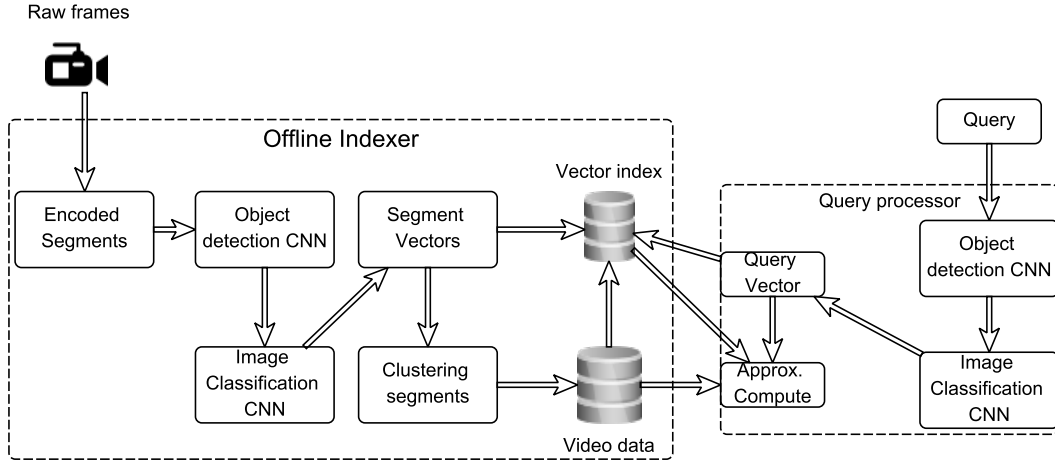 Raw frames
Offline Indexer
Encoded
Segments
Object
detection CNN
Image
Classification
CNN
Segment
Vectors
Clustering
segments
Vector index
Video data
Query
Query processor
Object
detection CNN
Image
Classification
CNN
Query
Vector
Approx.
Compute